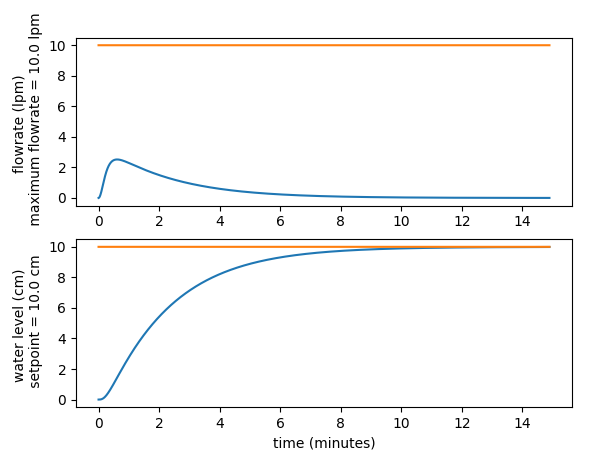 flowrate (lpm)
maximum flowrate = 10.0 lpm
10
8
6
4
2
0
0 2 4 6 8 10 12 14
water level (cm)
setpoint = 10.0 cm
10
8
6
4
2
0
0 2 4 6 8 10 12 14
time (minutes)